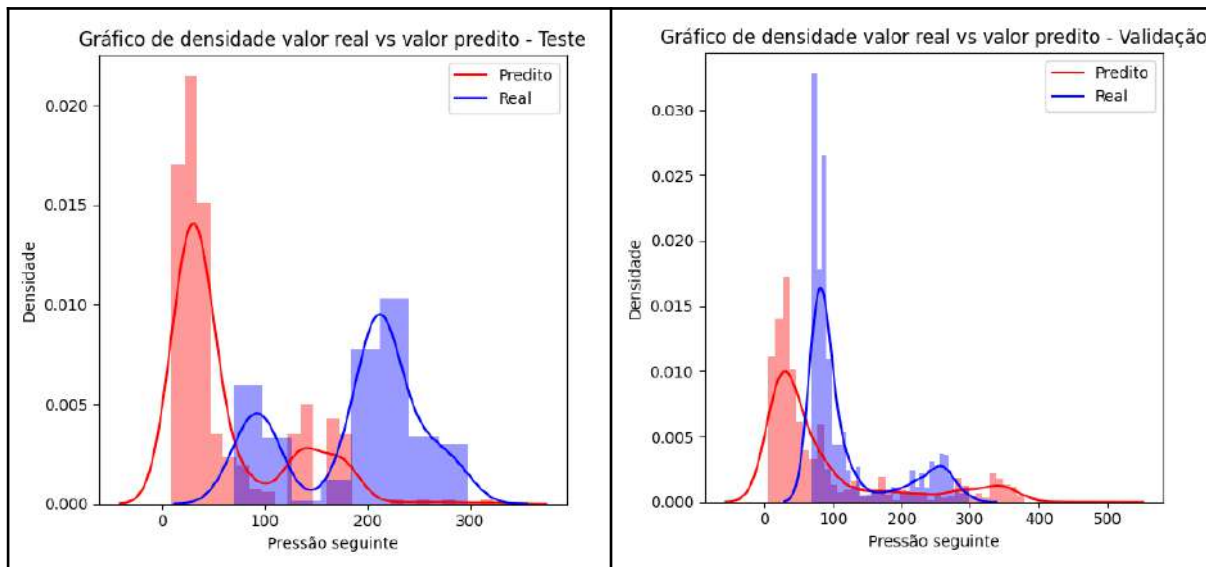 Gráfico de densidade valor real vs valor predito - Teste
Predito
Real
0.020
0.015
0.010
0.005
0.000
Densidade
0
100
200
300
Pressão seguinte
Gráfico de densidade valor real vs valor predito - Validação
Predito
Real
0.030
0.025
0.020
0.015
0.010
0.005
0.000
Densidade
0
100
200
300
400
500
Pressão seguinte